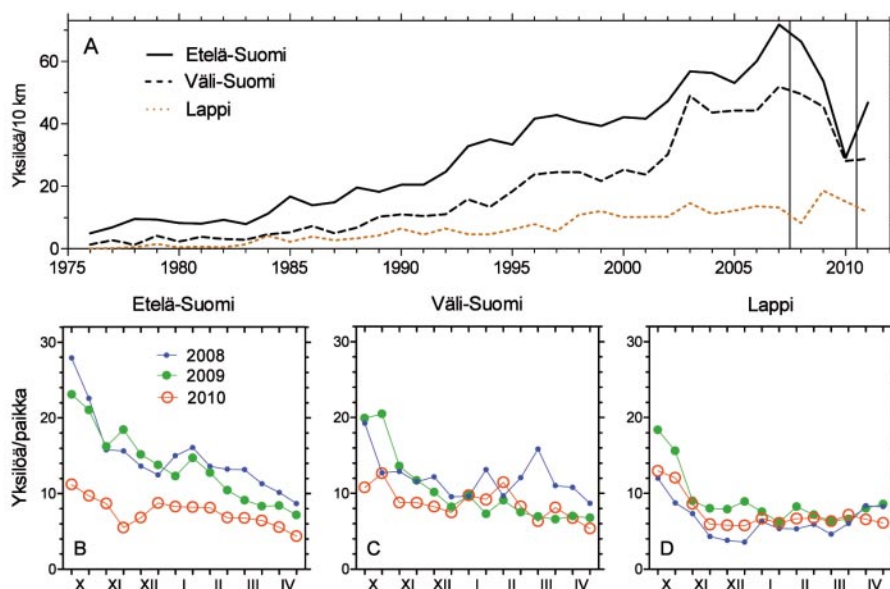 A
Etelä-Suomi
Väli-Suomi
Lappi
Yksilöä/10 km
60
40
20
0
1975 1980 1985 1990 1995 2000 2005 2010
Etelä-Suomi Väli-Suomi Lappi
Yksilöä/paikka
30
20
10
0
2008
2009
2010
B
X XI XII I II III IV
30
20
10
0
C
X XI XII I II III IV
30
20
10
0
D
X XI XII I II III IV